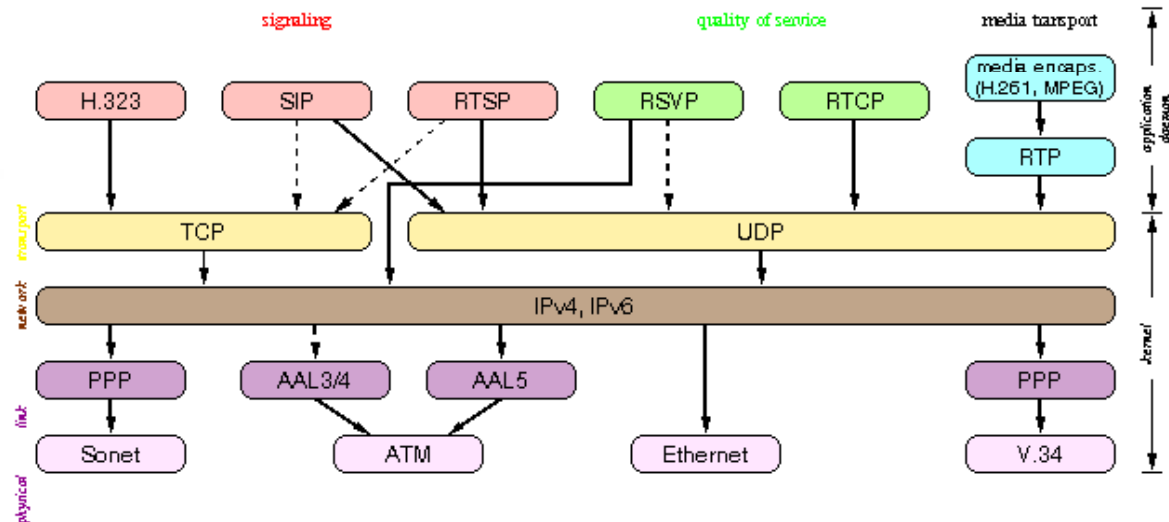 signaling
quality of service
media transport
media encaps.
(H.261, MPEG)
H.323
SIP
RTSP
RSVP
RTCP
RTP
application
daemon
TCP
UDP
transport
IPv4, IPv6
network
kernel
PPP
AAL3/4
AAL5
PPP
link
Sonet
ATM
Ethernet
V.34
physical